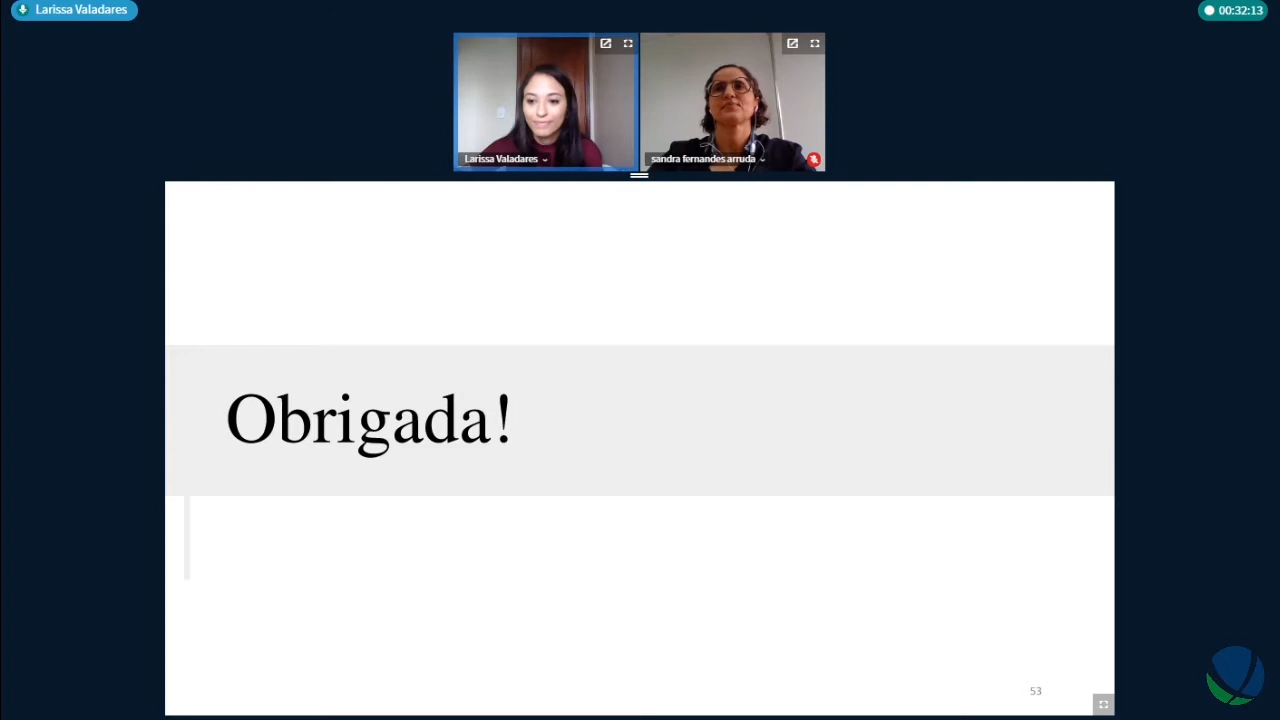 Larissa Valadares
00:32:13
Larissa Valadares
sandra fernandes arruda
Obrigada!
53